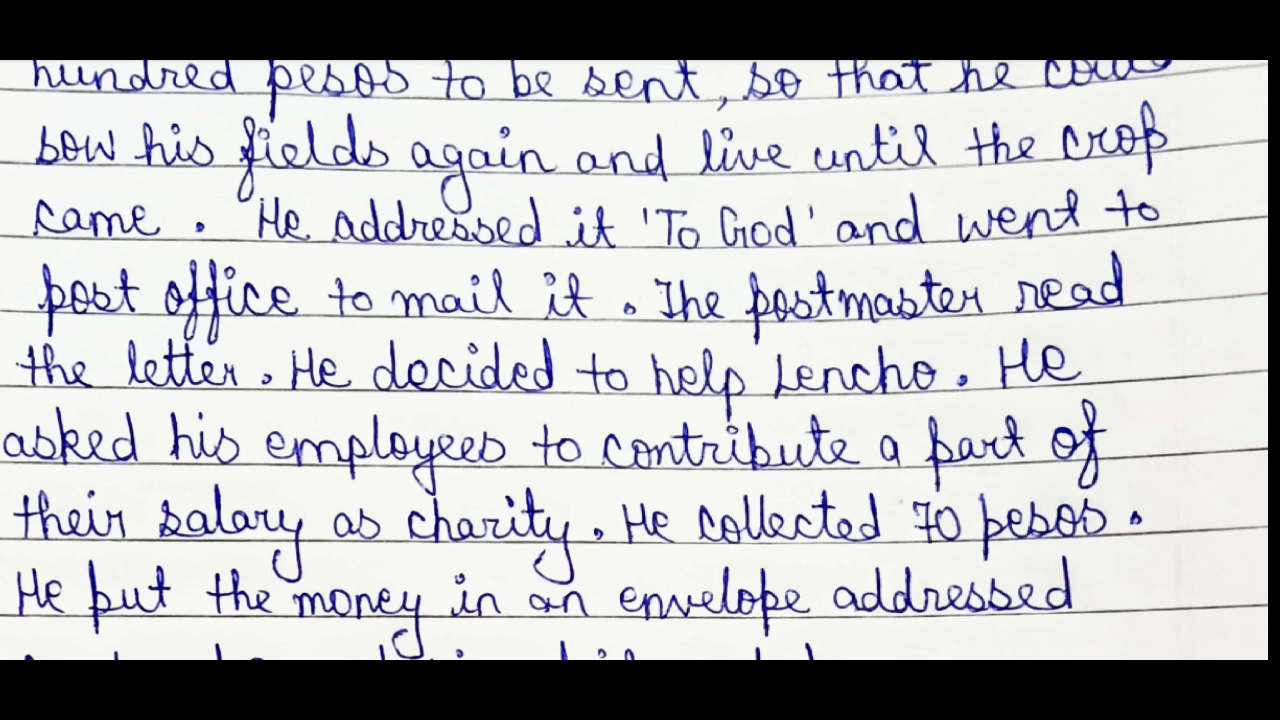 hundred pesos to be sent, so that he could
sow his fields again and live until the crop
came. He addressed it 'To God' and went to
post office to mail it. The postmaster read
the letter. He decided to help Lencho. He
asked his employees to contribute a part of
their salary as charity. He collected 70 pesos.
He put the money in an envelope addressed